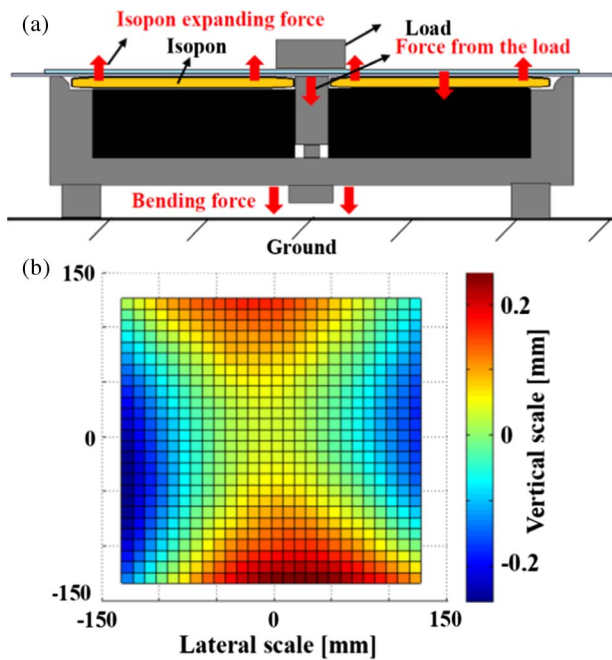 (a)
Isopon expanding force
Isopon
Load
Force from the load
Bending force
Ground
(b)
150
0
-150
-150
0
150
Lateral scale [mm]
0.2
0
-0.2
Vertical scale [mm]